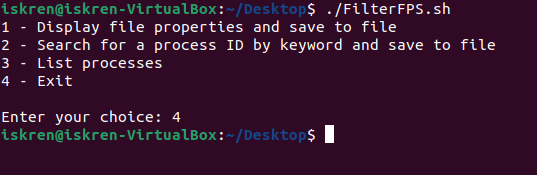 iskren@iskren-VirtualBox:~/Desktop$ ./FilterFPS.sh
1 - Display file properties and save to file
2 - Search for a process ID by keyword and save to file
3 - List processes
4 - Exit
Enter your choice: 4
iskren@iskren-VirtualBox:~/Desktop$